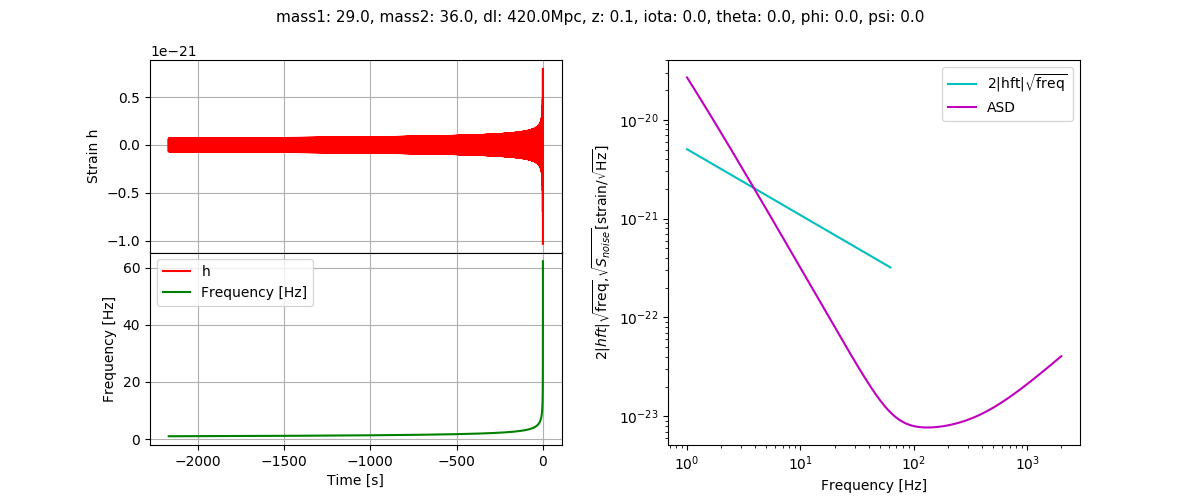 mass1: 29.0, mass2: 36.0, dl: 420.0Mpc, z: 0.1, iota: 0.0, theta: 0.0, phi: 0.0, psi: 0.0
1e−21
0.5
0.0
−0.5
−1.0
Strain h
h
Frequency [Hz]
60
40
20
0
Frequency [Hz]
−2000
−1500
−1000
−500
0
Time [s]
2|hft|√freq
ASD
10⁻²⁰
10⁻²¹
10⁻²²
10⁻²³
2|hft|√freq, √S_noise [strain/√Hz]
10⁰
10¹
10²
10³
Frequency [Hz]